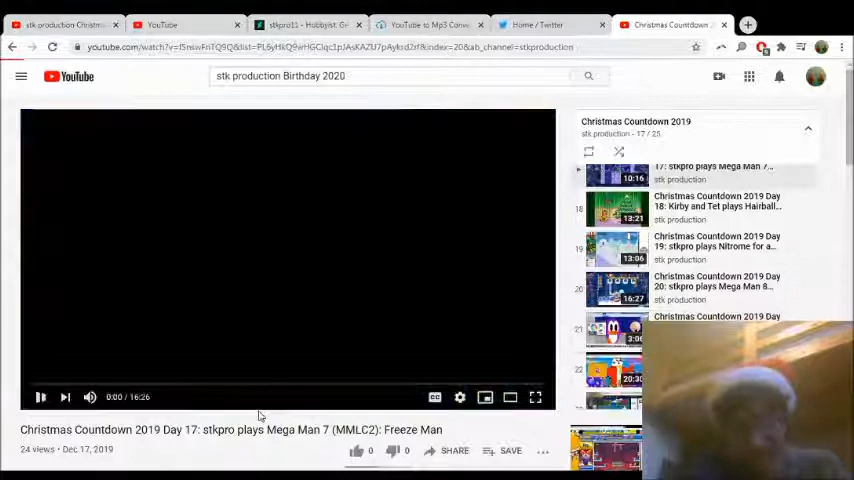 stk-production Christm
YouTube
stkpro11 - Hobbyist: Gr
YouTube to Mp3 Conv
Home / Twitter
Christmas Countdown
YouTube
stk production Birthday 2020
Christmas Countdown 2019
stk production - 17 / 25
17: stkpro plays Mega Man 7...
stk production
10:16
18
Christmas Countdown 2019 Day
18: Kirby and Tet plays Hairball...
stk production
13:21
19
Christmas Countdown 2019 Day
19: stkpro plays Nitrome for a...
stk production
13:06
20
Christmas Countdown 2019 Day
20: stkpro plays Mega Man 8...
stk production
16:27
21
Christmas Countdown 2019 Day
3:06
22
20:30
0:00 / 16:26
CC
Christmas Countdown 2019 Day 17: stkpro plays Mega Man 7 (MMLC2): Freeze Man
24 views • Dec 17, 2019
0
0
SHARE
SAVE